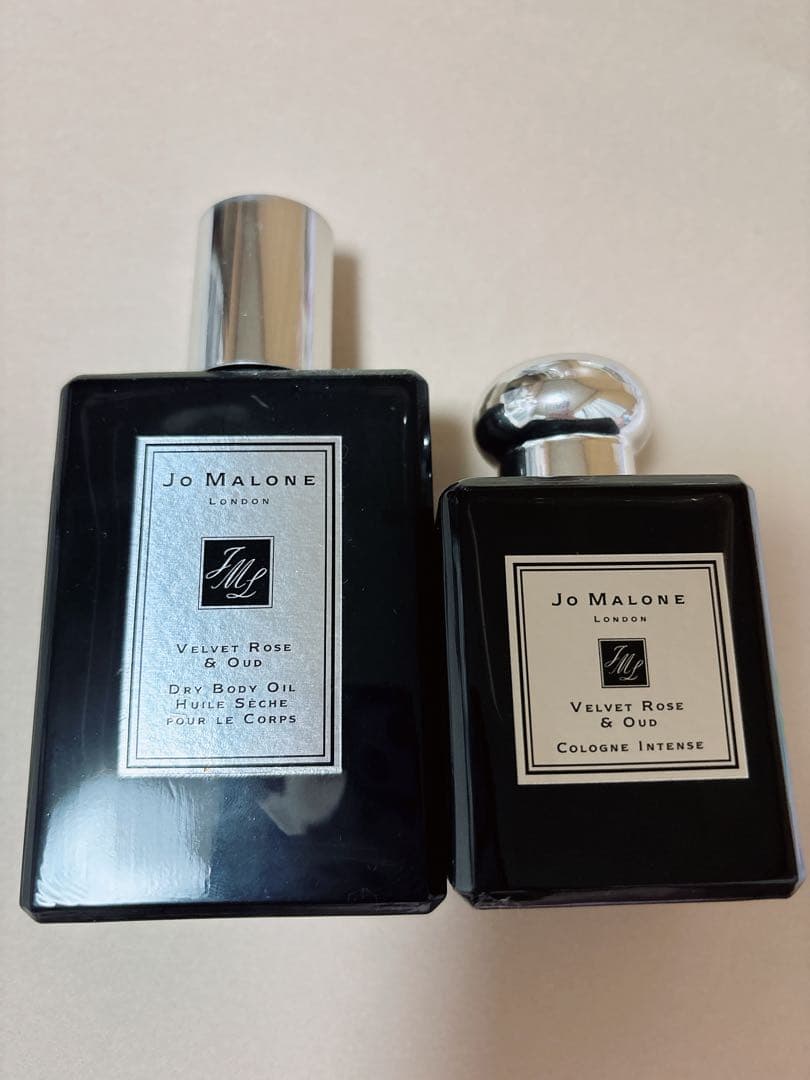 Jo Malone
London
JML
Velvet Rose
& Oud
Dry Body Oil
Huile Sèche
pour le Corps
Jo Malone
London
JML
Velvet Rose
& Oud
Cologne Intense